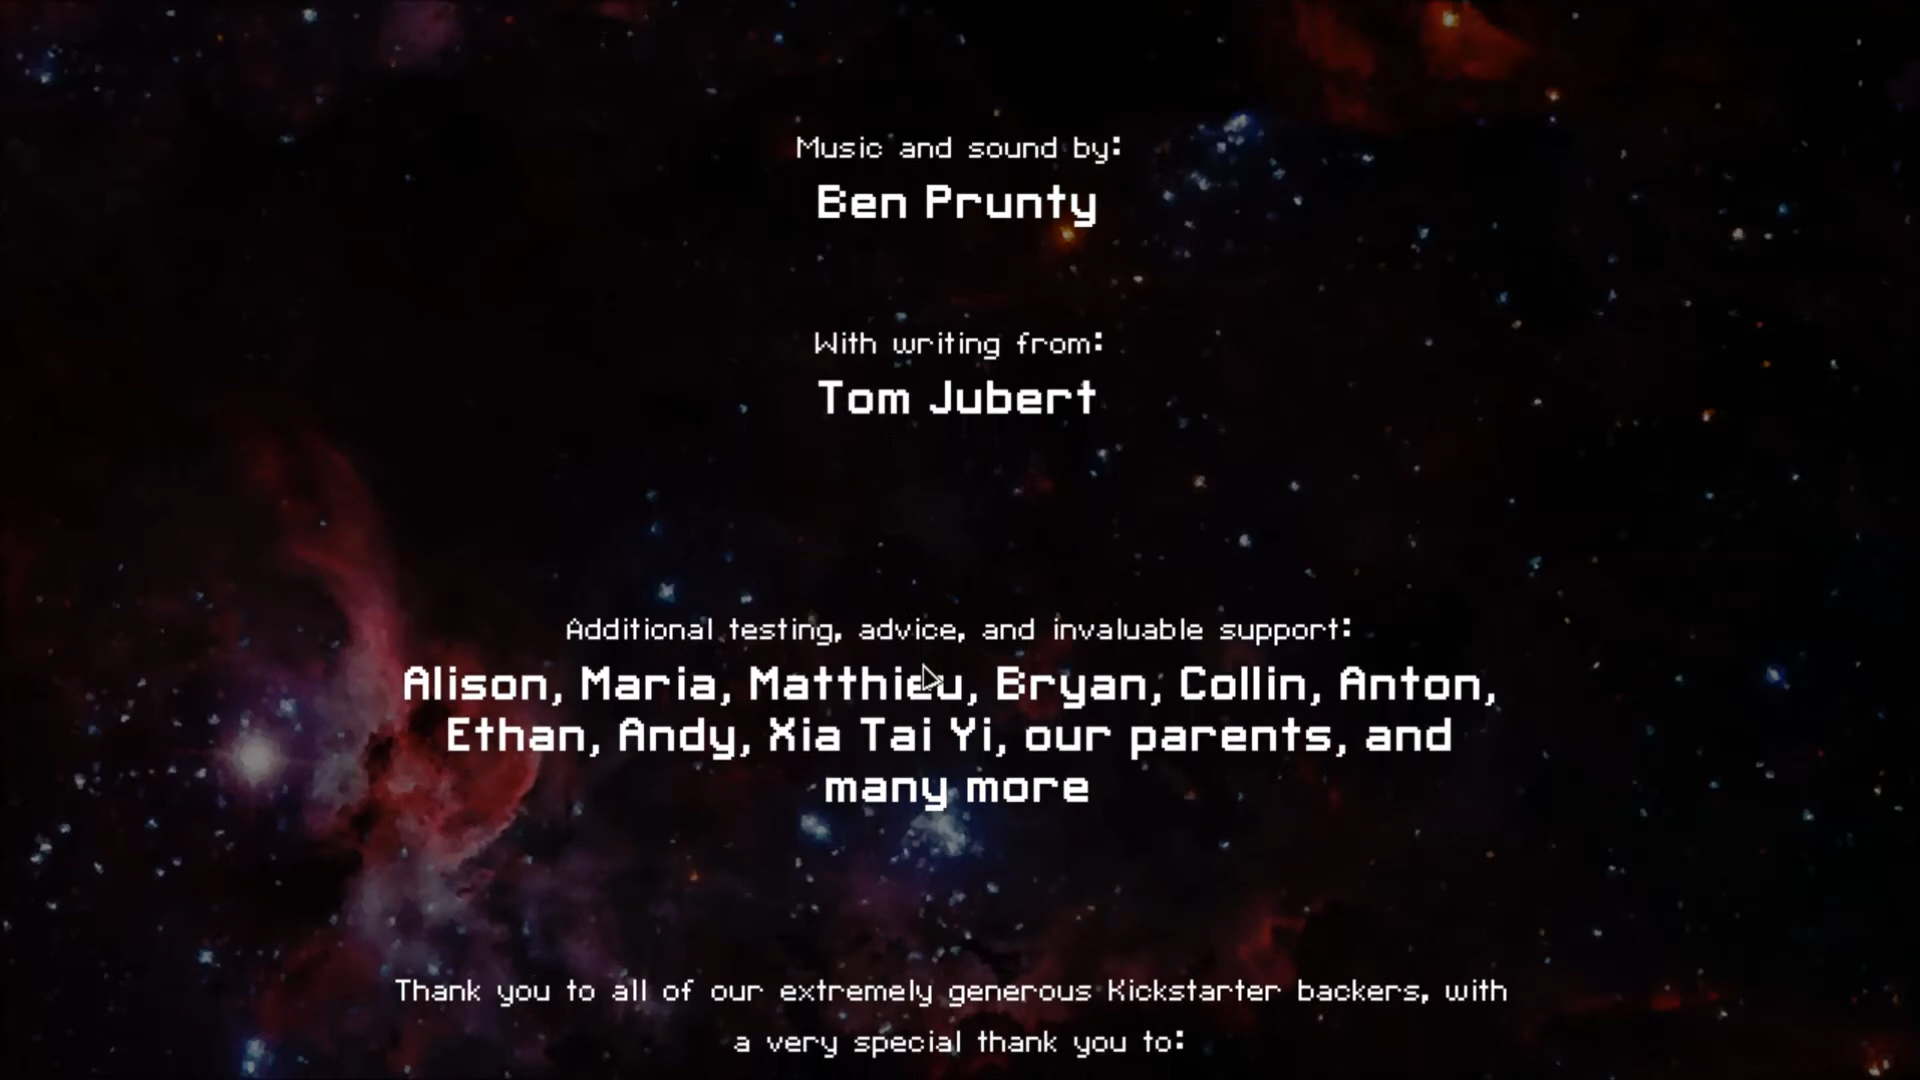 Music and sound by:
Ben Prunty
With writing from:
Tom Jubert
Additional testing, advice, and invaluable support:
Alison, Maria, Matthieu, Bryan, Collin, Anton,
Ethan, Andy, Xia Tai Yi, our parents, and
many more
Thank you to all of our extremely generous Kickstarter backers, with
a very special thank you to: